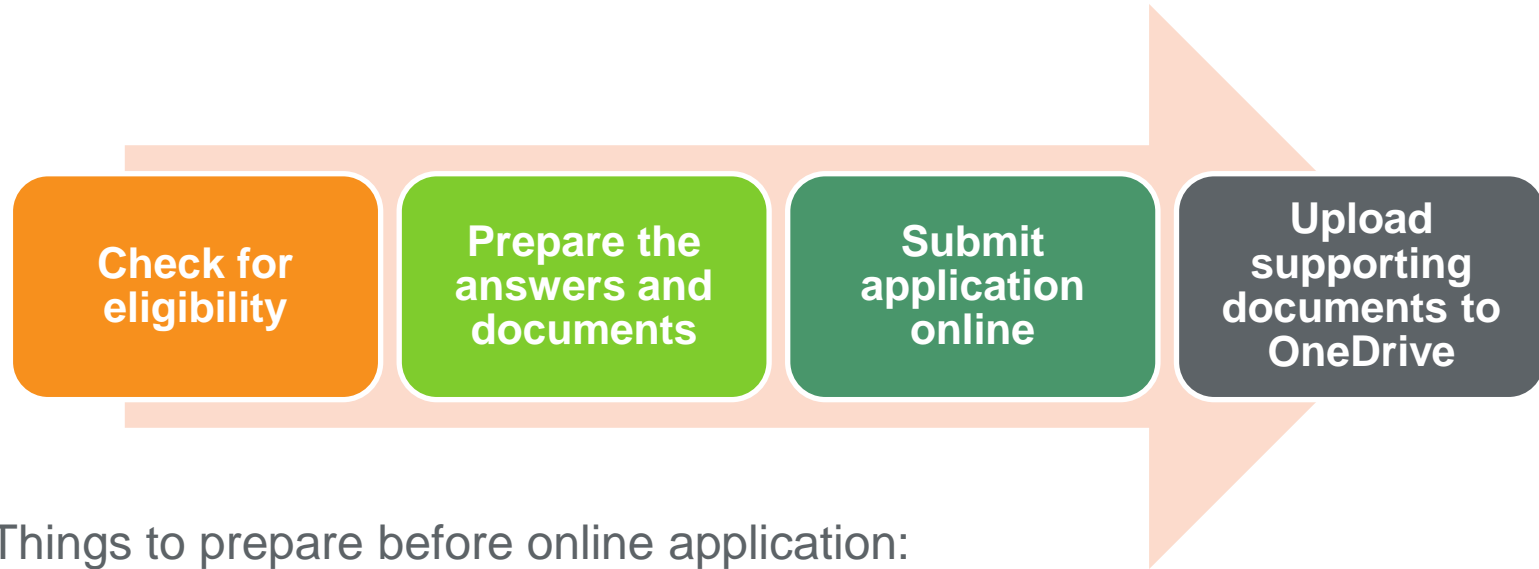 Check for
eligibility
Prepare the
answers and
documents
Submit
application
online
Upload
supporting
documents to
OneDrive
Things to prepare before online application: